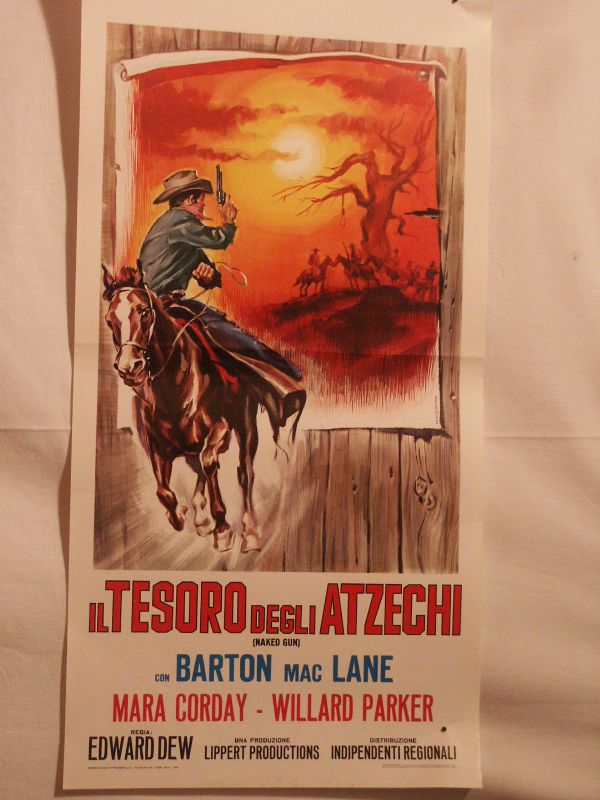 IL TESORO DEGLI ATZECHI
(NAKED GUN)
CON BARTON MAC LANE
MARA CORDAY - WILLARD PARKER
REGIA: EDWARD DEW
UNA PRODUZIONE LIPPERT PRODUCTIONS
DISTRIBUZIONE INDIPENDENTI REGIONALI